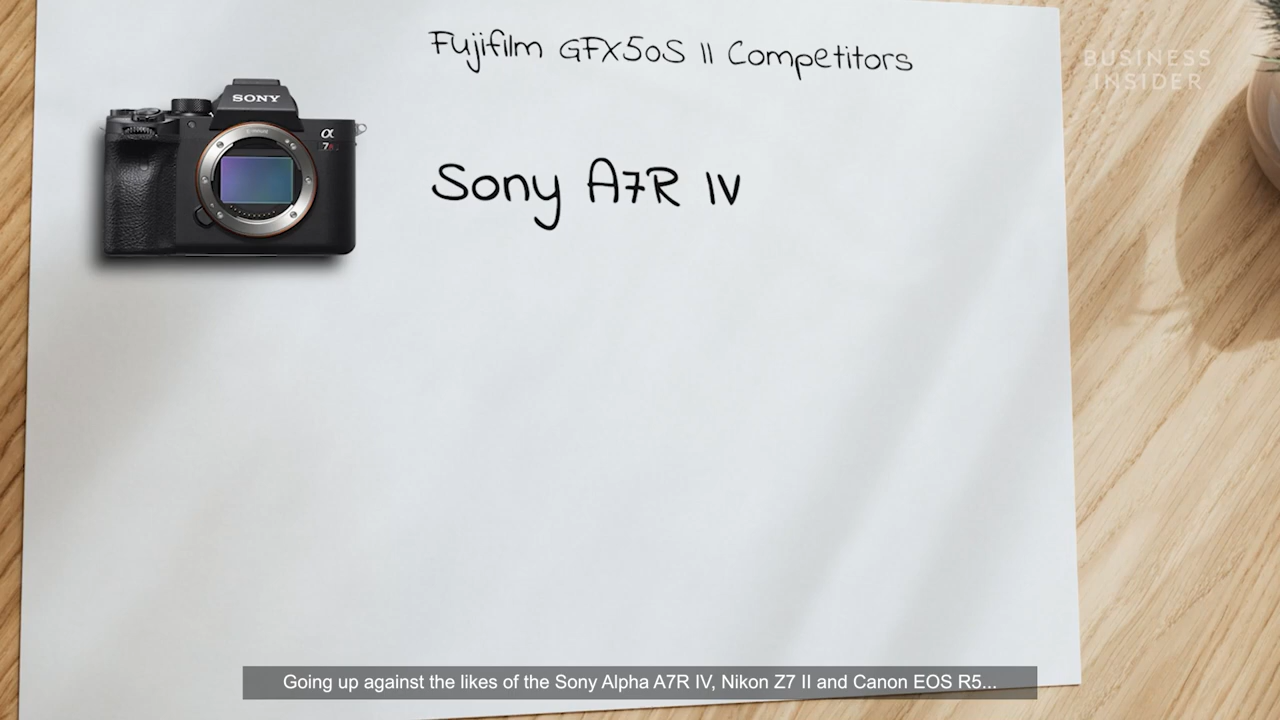 Fujifilm GFX50S II Competitors
BUSINESS
INSIDER
SONY
α
7R
Sony A7R IV
Going up against the likes of the Sony Alpha A7R IV, Nikon Z7 II and Canon EOS R5...